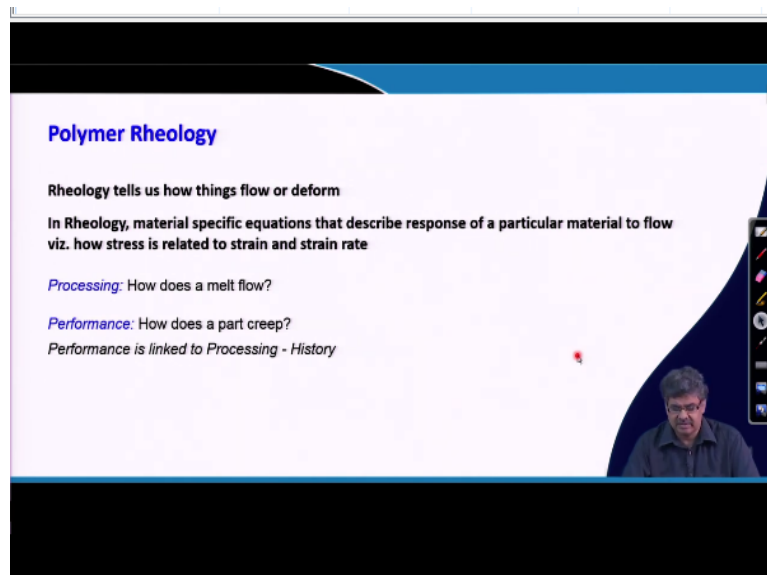 Polymer Rheology
Rheology tells us how things flow or deform
In Rheology, material specific equations that describe response of a particular material to flow
viz. how stress is related to strain and strain rate
Processing: How does a melt flow?
Performance: How does a part creep?
Performance is linked to Processing - History